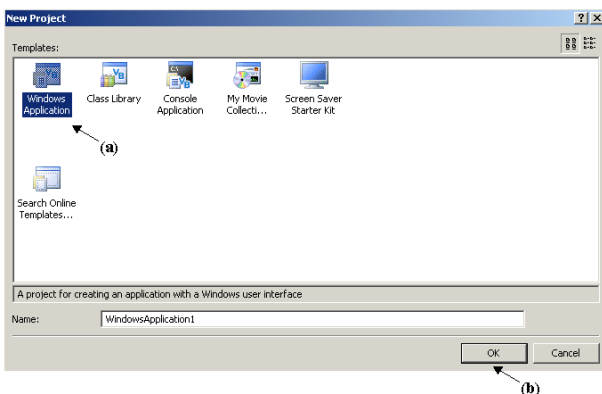 New Project
Templates:
Windows Application
Class Library
Console Application
My Movie Collecti...
Screen Saver Starter Kit
(a)
Search Online Templates...
A project for creating an application with a Windows user interface
Name: WindowsApplication1
OK Cancel
(b)